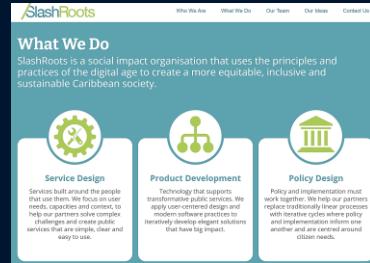 SlashRoots
Who We Are What We Do Our Team Our Ideas Contact Us
What We Do
SlashRoots is a social impact organisation that uses the principles and
practices of the digital age to create a more equitable, inclusive and
sustainable Caribbean society.
Service Design
Services built around the people
that use them. We focus on user
needs, capacities and context, to
help our partners solve complex
challenges and create public
services that are simple, clear and
easy to use.
Product Development
Technology that supports
transformative public services. We
apply user-centered design and
modern software practices to
iteratively develop elegant solutions
that have big impact.
Policy Design
Policy and implementation must
work together. We help our partners
replace traditionally linear processes
with iterative cycles where policy
and implementation inform one
another and are centred around
citizen needs.